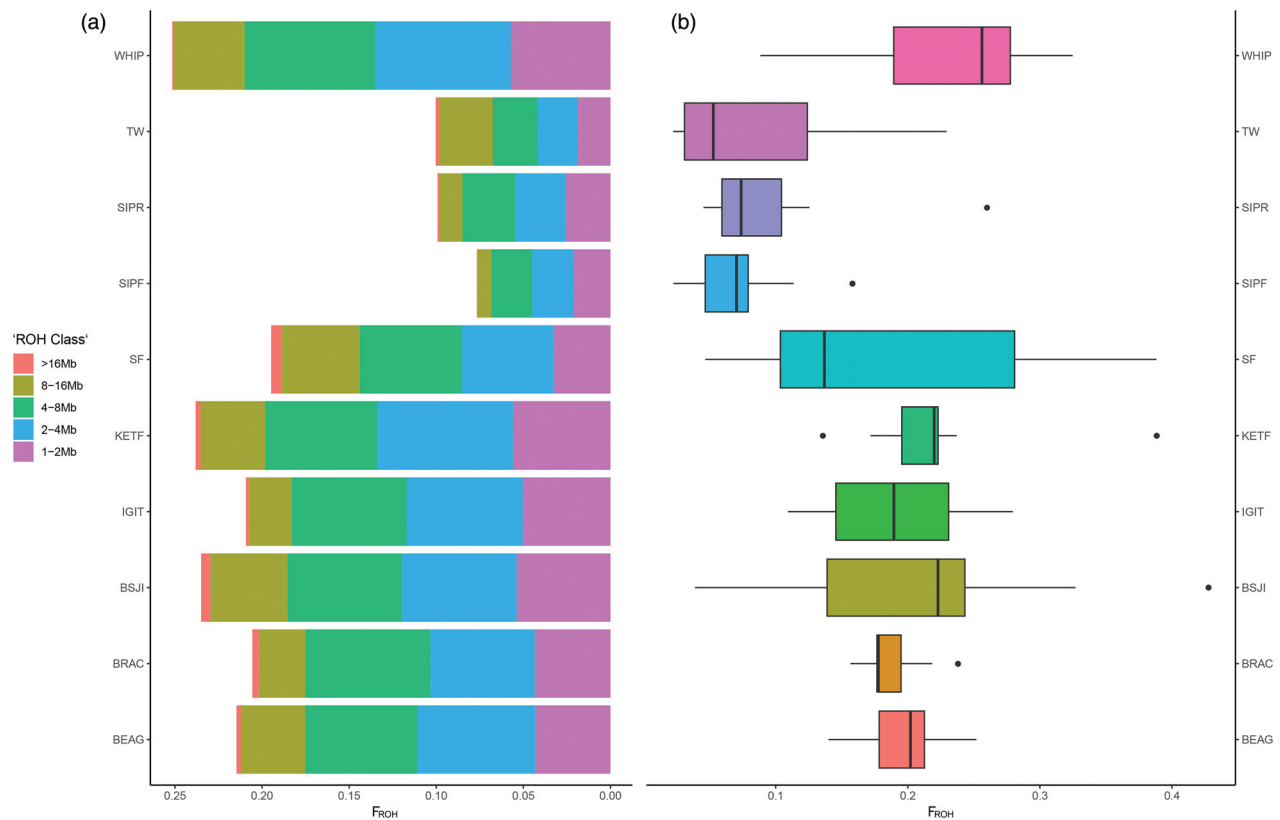 (a)
WHIP
TW
SIPR
SIPF
SF
KETF
IGIT
BSJI
BRAC
BEAG
0.25 0.20 0.15 0.10 0.05 0.00
FROH
'ROH Class'
>16Mb
8−16Mb
4−8Mb
2−4Mb
1−2Mb
(b)
WHIP
TW
SIPR
SIPF
SF
KETF
IGIT
BSJI
BRAC
BEAG
0.1 0.2 0.3 0.4
FROH